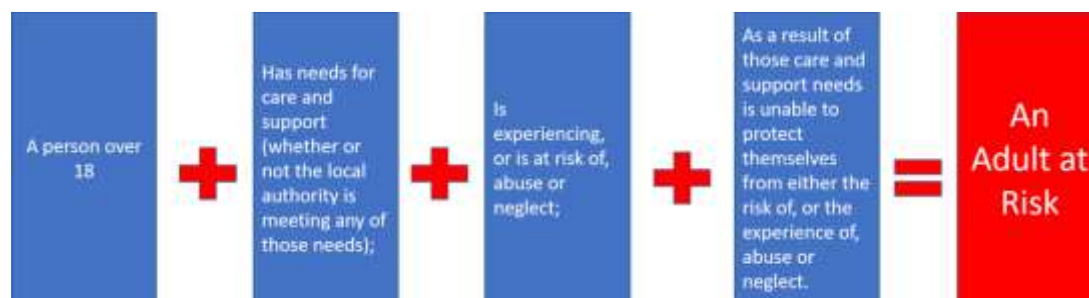 A person over
18
Has needs for
care and
support
(whether or
not the local
authority is
meeting any of
those needs);
Is
experiencing,
or is at risk of,
abuse or
neglect;
As a result of
those care and
support needs
is unable to
protect
themselves
from either the
risk of, or the
experience of,
abuse or
neglect.
An
Adult at
Risk